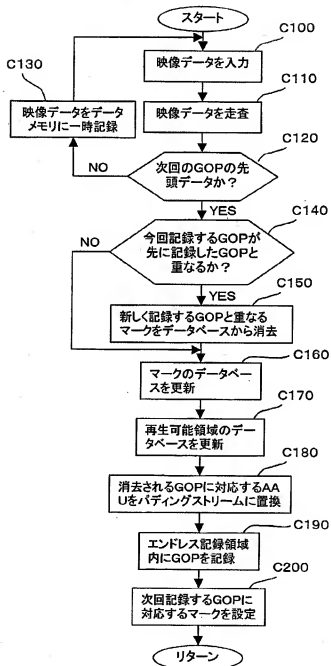 スタート
C100
映像データを入力
C110
映像データを走査
C120
次回のGOPの先
頭データか？
NO
C130
映像データをデータ
メモリに一時記録
YES
C140
今回記録するGOPが
先に記録したGOPと
重なるか？
NO
YES
C150
新しく記録するGOPと重なる
マークをデータベースから消去
C160
マークのデータベース
を更新
C170
再生可能領域のデー
タベースを更新
C180
消去されるGOPに対応するAA
Uをパディングストリームに置換
C190
エンドレス記録領域
内にGOPを記録
C200
次回記録するGOPに
対応するマークを設定
リターン